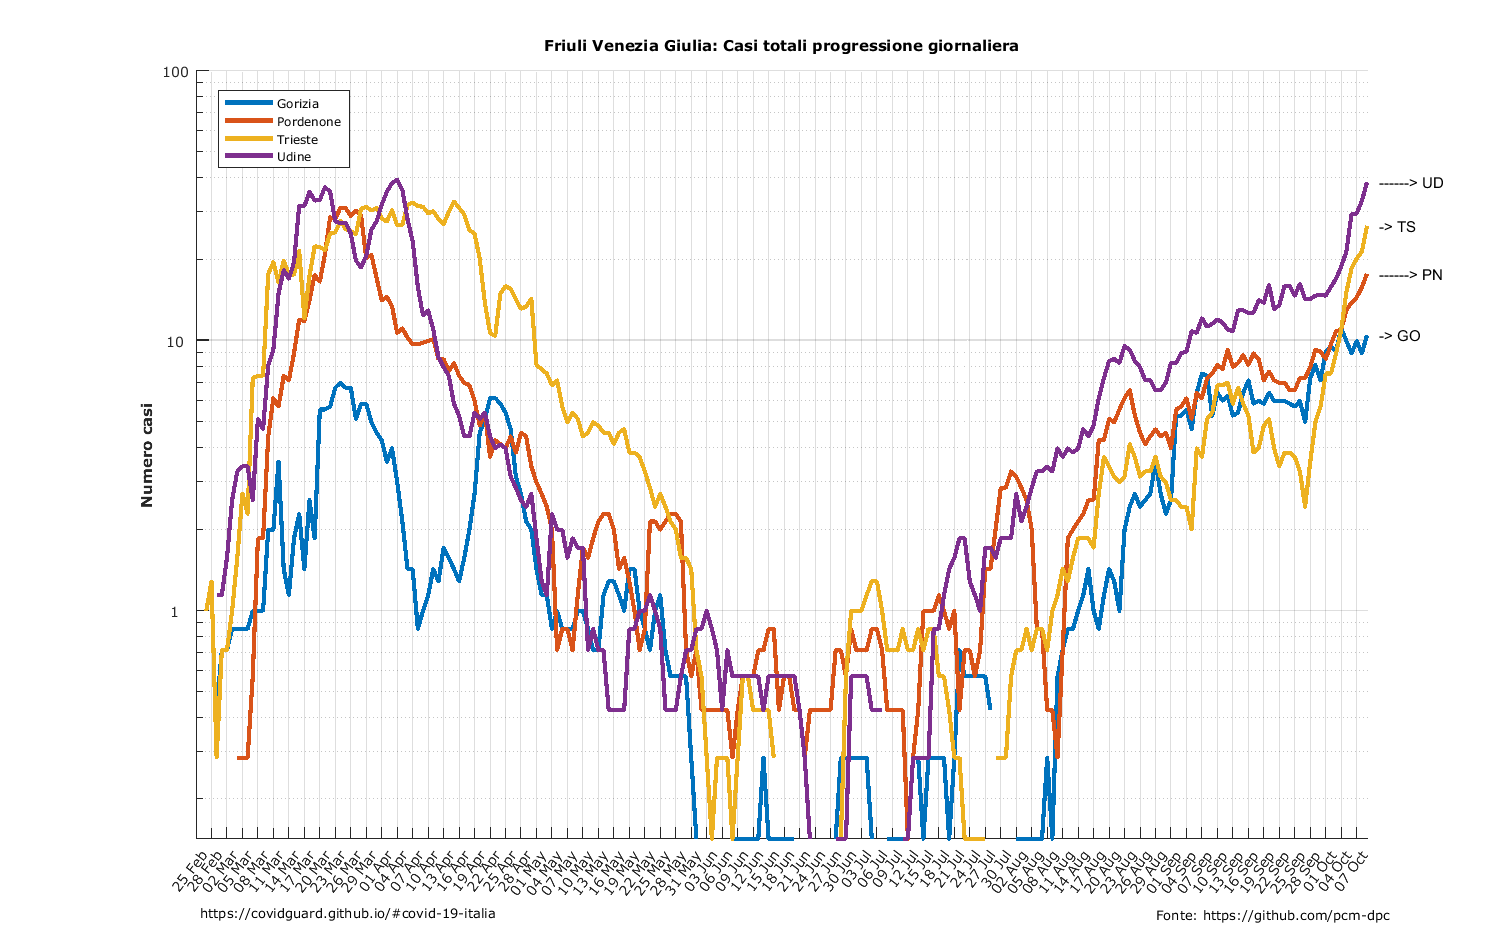 Friuli Venezia Giulia: Casi totali progressione giornaliera
100
10
1
Numero casi
Gorizia
Pordenone
Trieste
Udine
------> UD
-> TS
------> PN
-> GO
25 Feb
28 Feb
02 Mar
05 Mar
08 Mar
11 Mar
14 Mar
17 Mar
20 Mar
23 Mar
26 Mar
29 Mar
01 Apr
04 Apr
07 Apr
10 Apr
13 Apr
16 Apr
19 Apr
22 Apr
25 Apr
28 Apr
01 May
04 May
07 May
10 May
13 May
16 May
19 May
22 May
25 May
28 May
31 May
03 Jun
06 Jun
09 Jun
12 Jun
15 Jun
18 Jun
21 Jun
24 Jun
27 Jun
30 Jun
03 Jul
06 Jul
09 Jul
12 Jul
15 Jul
18 Jul
21 Jul
24 Jul
27 Jul
30 Jul
02 Aug
05 Aug
08 Aug
11 Aug
14 Aug
17 Aug
20 Aug
23 Aug
26 Aug
29 Aug
01 Sep
04 Sep
07 Sep
10 Sep
13 Sep
16 Sep
19 Sep
22 Sep
25 Sep
28 Sep
01 Oct
04 Oct
07 Oct
https://covidguard.github.io/#covid-19-italia
Fonte: https://github.com/pcm-dpc